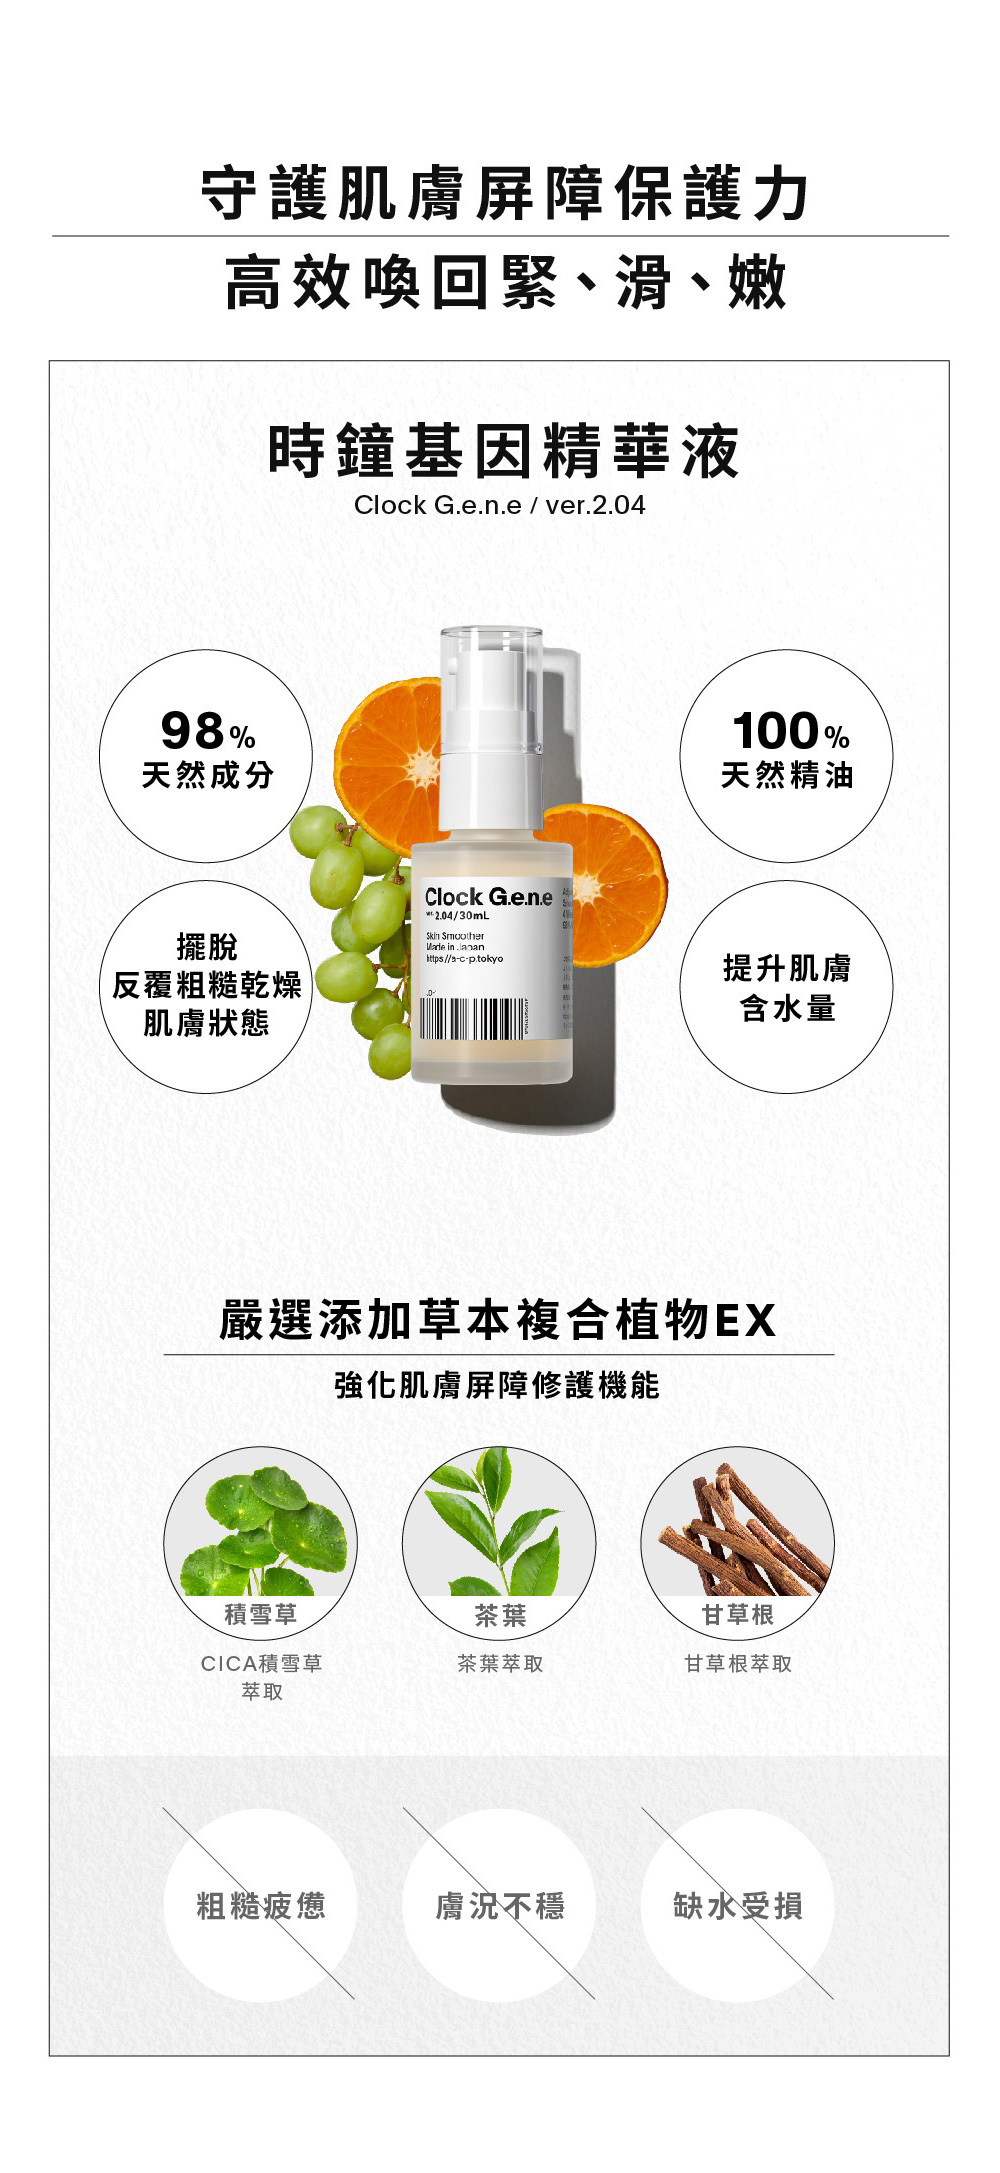 守護肌膚屏障保護力
高效喚回緊、滑、嫩
時鐘基因精華液
Clock G.e.n.e / ver.2.04
98%
天然成分
100%
天然精油
擺脫
反覆粗糙乾燥
肌膚狀態
提升肌膚
含水量
Clock G.e.n.e
ver. 2.04/30mL
Skin Smoother
Made in Japan
https://a-c-p.tokyo
嚴選添加草本複合植物EX
強化肌膚屏障修護機能
積雪草
茶葉
甘草根
CICA積雪草
萃取
茶葉萃取
甘草根萃取
粗糙疲憊
膚況不穩
缺水受損